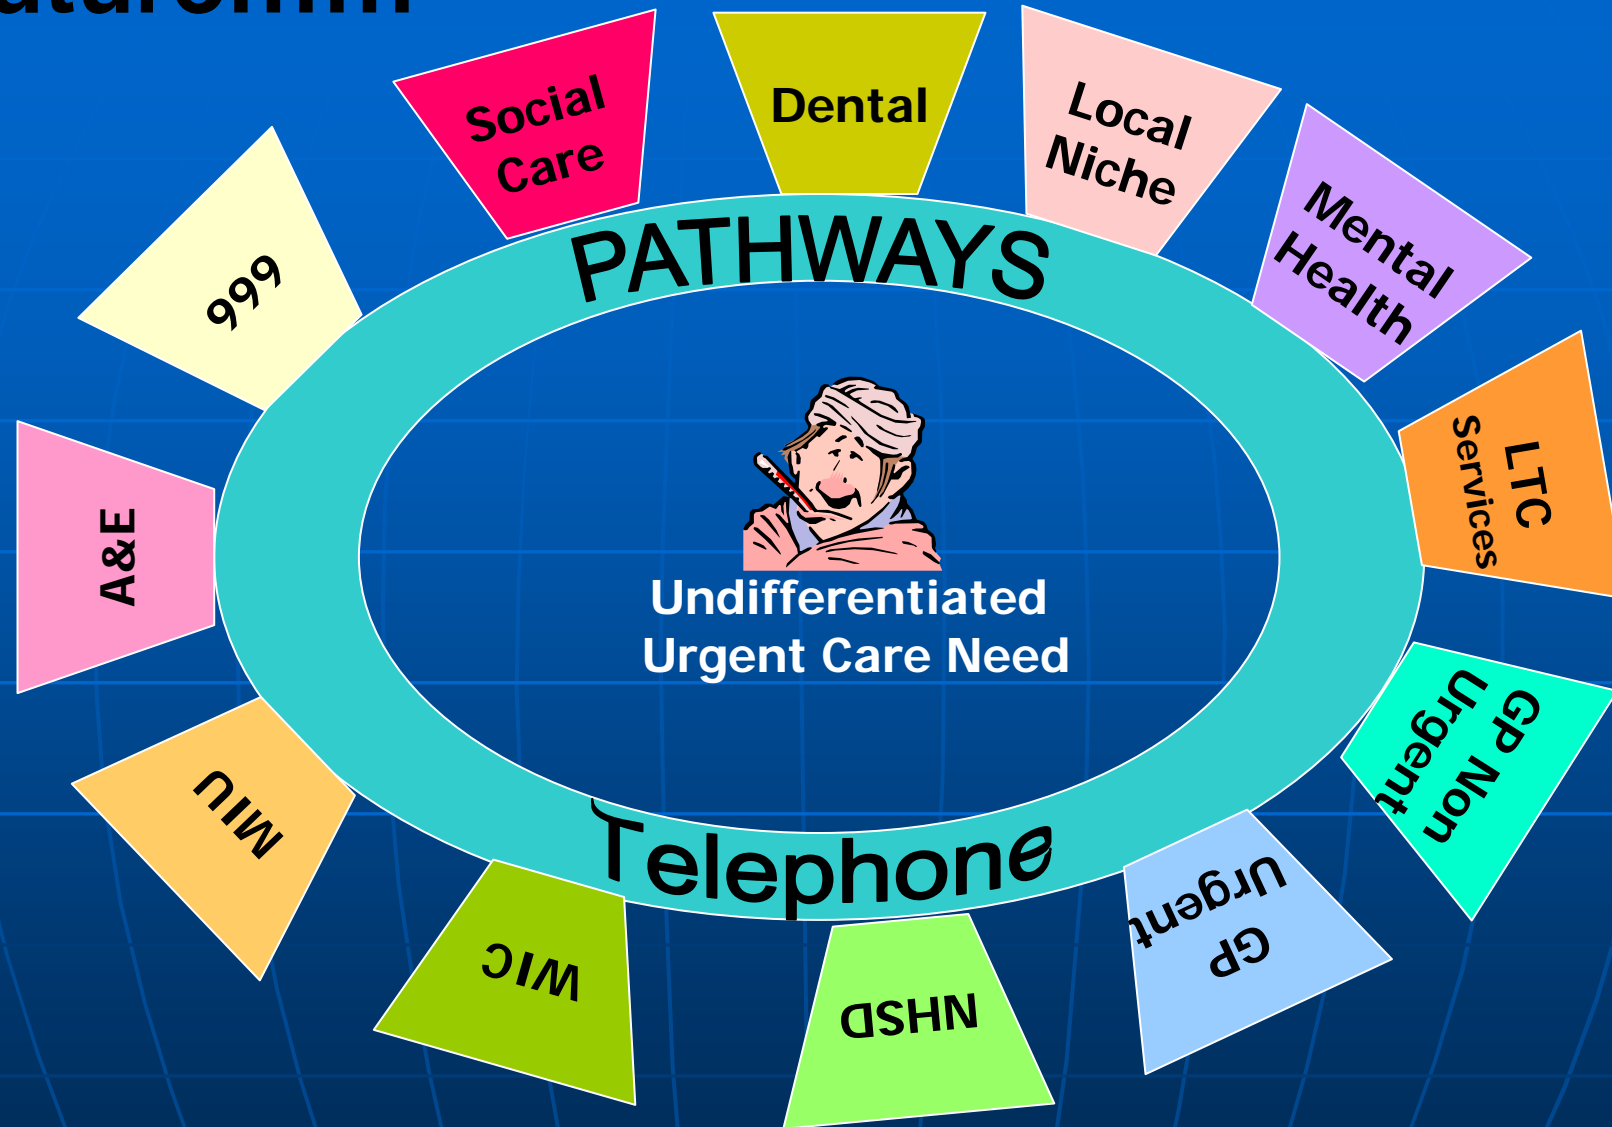 Social
Care
Dental
Local
Niche
Mental
Health
LTC
Services
GP Non
Urgent
GP
Urgent
NHSD
WIC
MIU
A&E
999
PATHWAYS
Undifferentiated
Urgent Care Need
Telephone